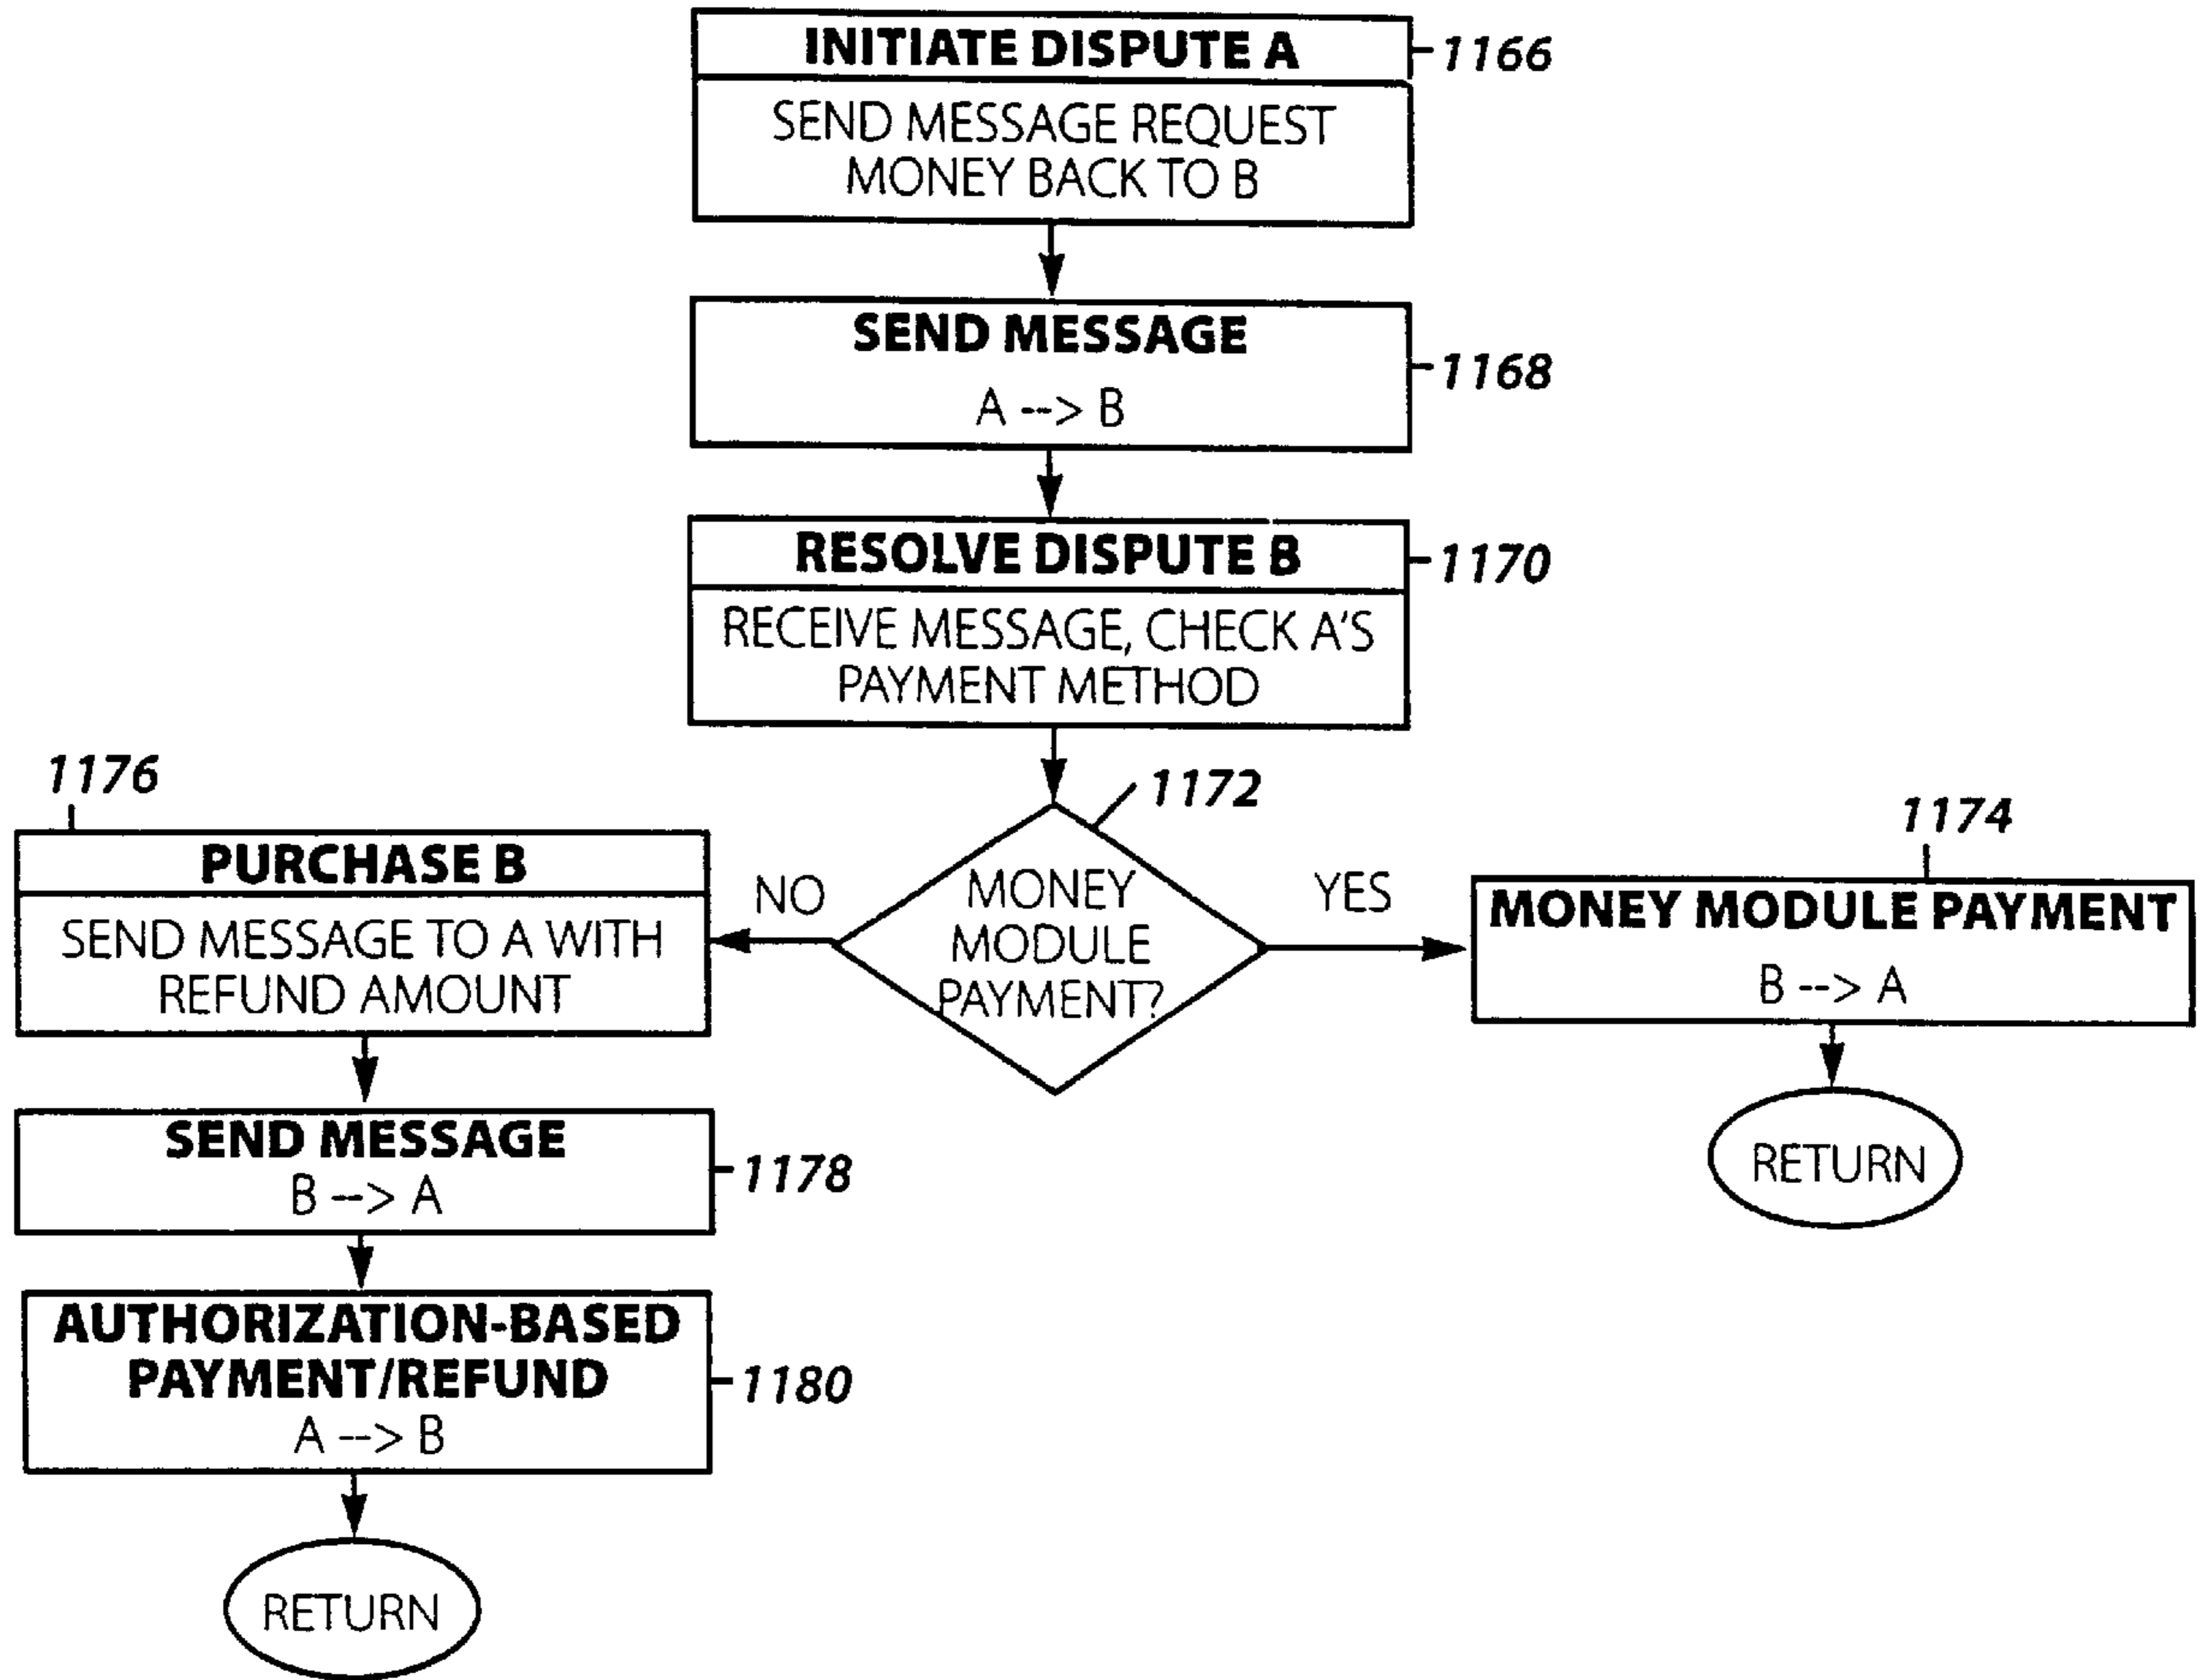 INITIATE DISPUTE A
1166
SEND MESSAGE REQUEST
MONEY BACK TO B
SEND MESSAGE
1168
A --> B
RESOLVE DISPUTE B
1170
RECEIVE MESSAGE, CHECK A'S
PAYMENT METHOD
1172
MONEY
MODULE
PAYMENT?
NO
YES
1176
PURCHASE B
SEND MESSAGE TO A WITH
REFUND AMOUNT
1174
MONEY MODULE PAYMENT
B --> A
RETURN
SEND MESSAGE
1178
B --> A
AUTHORIZATION-BASED
PAYMENT/REFUND
1180
A --> B
RETURN